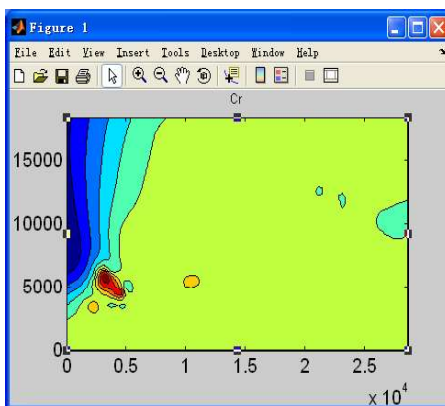 Figure 1
File Edit View Insert Tools Desktop Window Help
Cr
15000
10000
5000
0
0 0.5 1 1.5 2 2.5
x 10^4